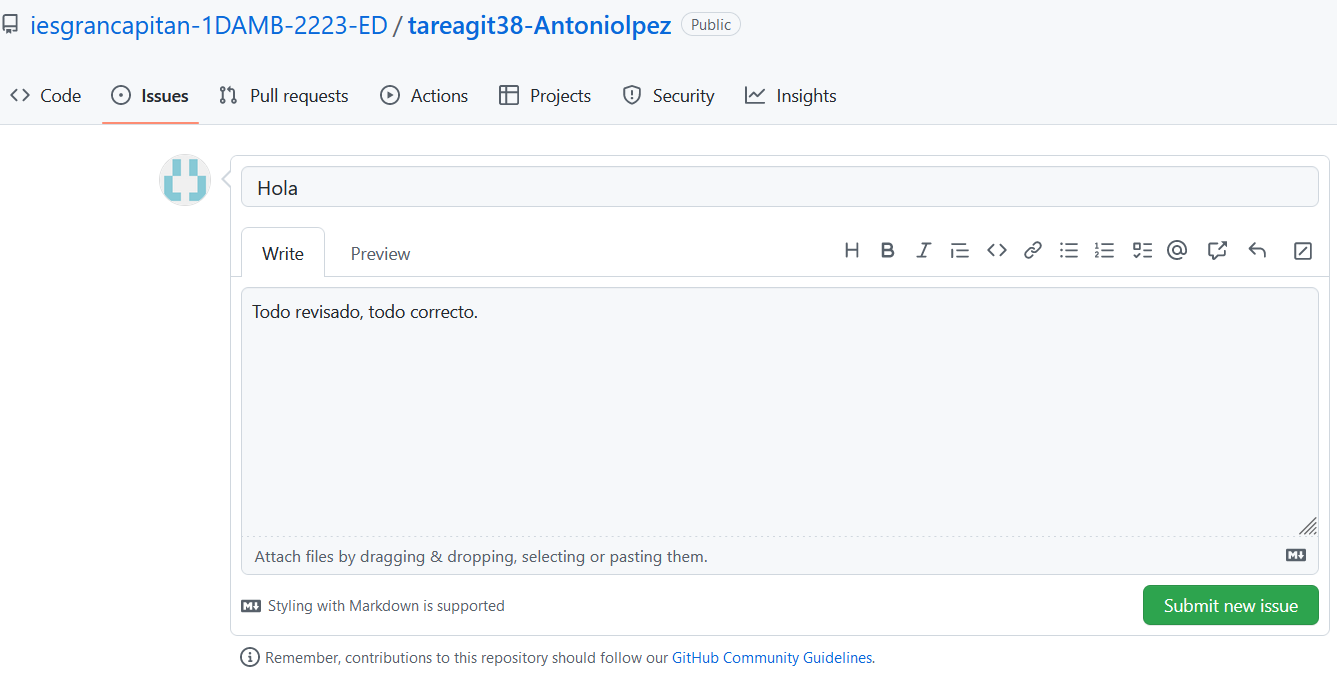 iesgrancapitan-1DAMB-2223-ED / tareagit38-Antoniolpez Public
Code Issues Pull requests Actions Projects Security Insights
Hola
Write Preview
Todo revisado, todo correcto.
Attach files by dragging & dropping, selecting or pasting them.
Styling with Markdown is supported
Submit new issue
Remember, contributions to this repository should follow our GitHub Community Guidelines.